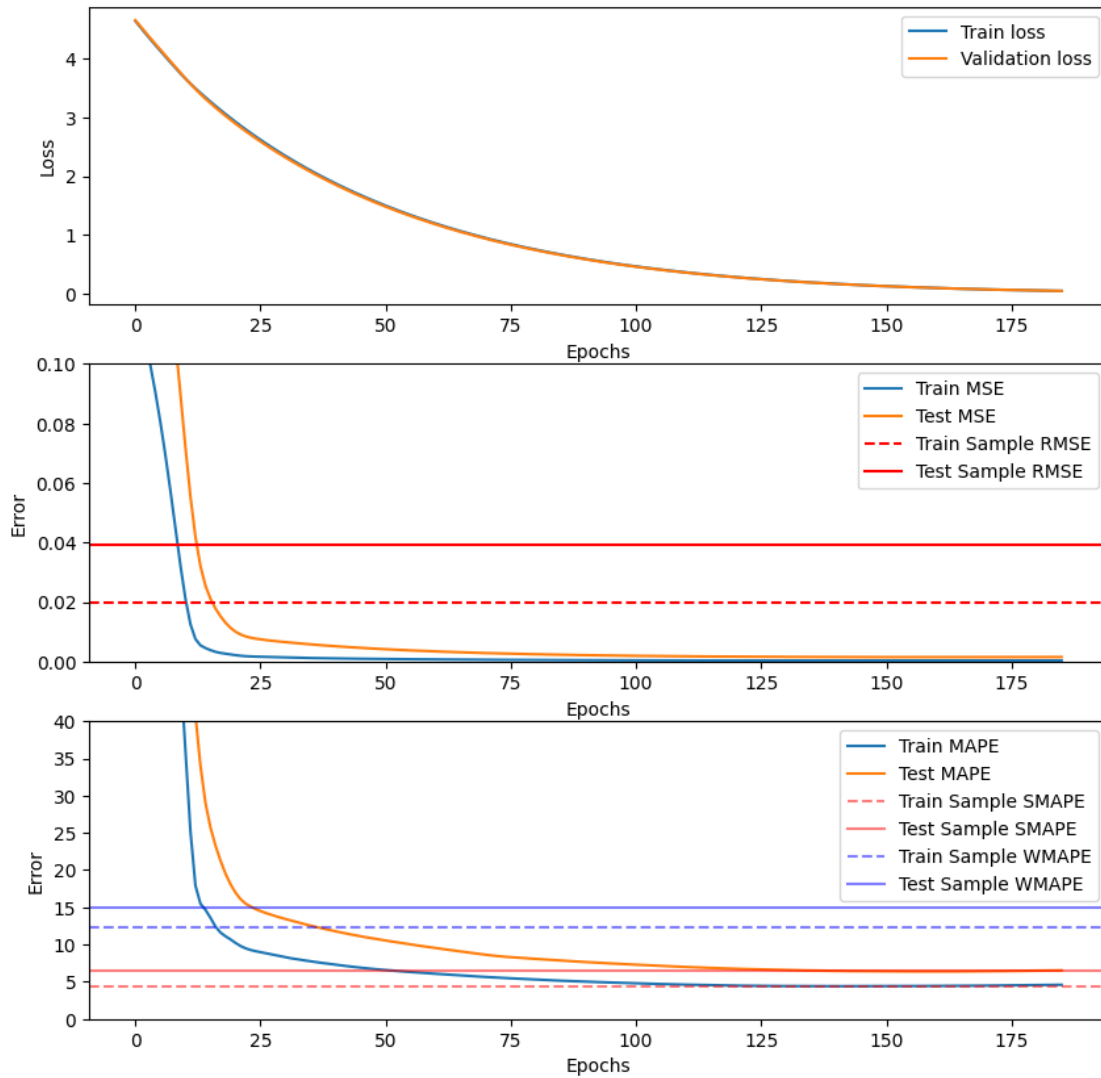 4
3
2
1
0
Loss
Train loss
Validation loss
0 25 50 75 100 125 150 175
Epochs
0.10
0.08
0.06
0.04
0.02
0.00
Error
Train MSE
Test MSE
Train Sample RMSE
Test Sample RMSE
0 25 50 75 100 125 150 175
Epochs
40
35
30
25
20
15
10
5
0
Error
Train MAPE
Test MAPE
Train Sample SMAPE
Test Sample SMAPE
Train Sample WMAPE
Test Sample WMAPE
0 25 50 75 100 125 150 175
Epochs